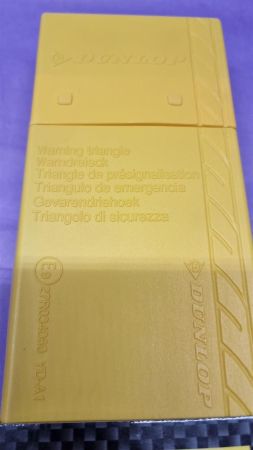 DUNLOP
Warning triangle
Warndreieck
Triangle de présignalisation
Triangulo de emergencia
Gevarendriehoek
Triangolo di sicurezza
DUNLOP